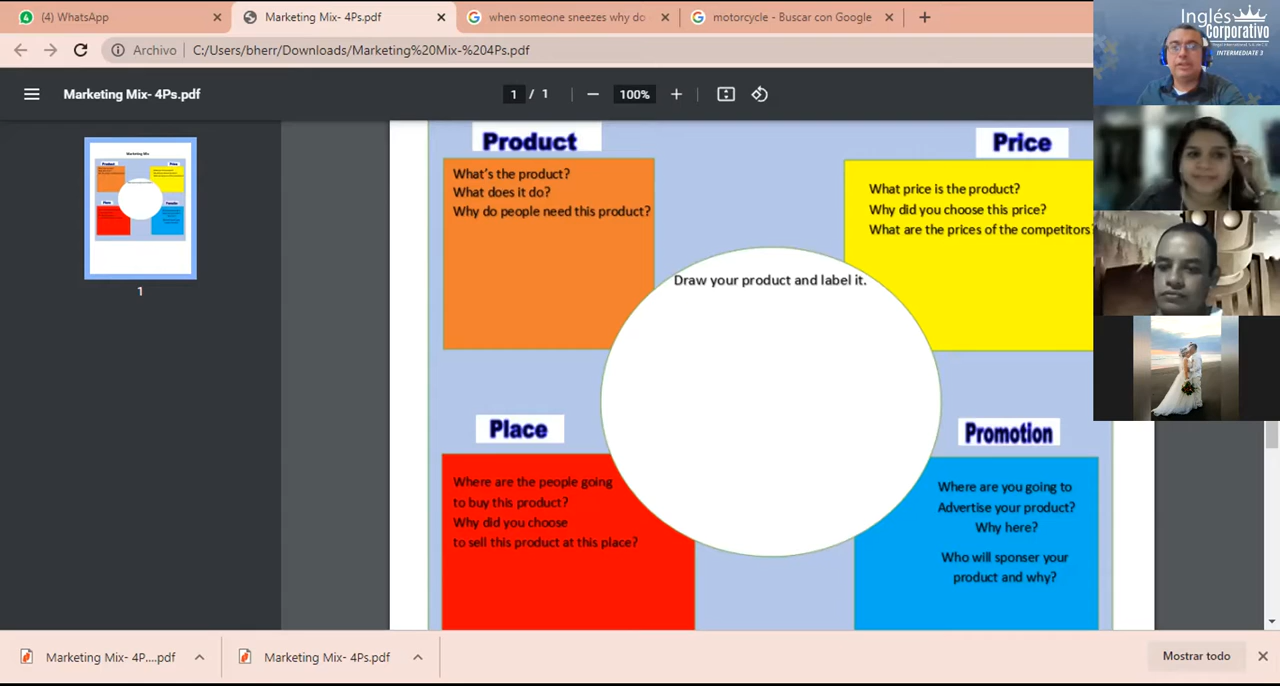 (4) WhatsApp
Marketing Mix- 4Ps.pdf
when someone sneezes why do
motorcycle - Buscar con Google
Archivo
C:/Users/bherr/Downloads/Marketing%20Mix-%204Ps.pdf
Marketing Mix- 4Ps.pdf
1 / 1
100%
Inglés
Corporativo
INTERMEDIATE 3
1
Product
What's the product?
What does it do?
Why do people need this product?
Price
What price is the product?
Why did you choose this price?
What are the prices of the competitors?
Draw your product and label it.
Place
Where are the people going
to buy this product?
Why did you choose
to sell this product at this place?
Promotion
Where are you going to
Advertise your product?
Why here?
Who will sponser your
product and why?
Marketing Mix- 4P....pdf
Marketing Mix- 4Ps.pdf
Mostrar todo